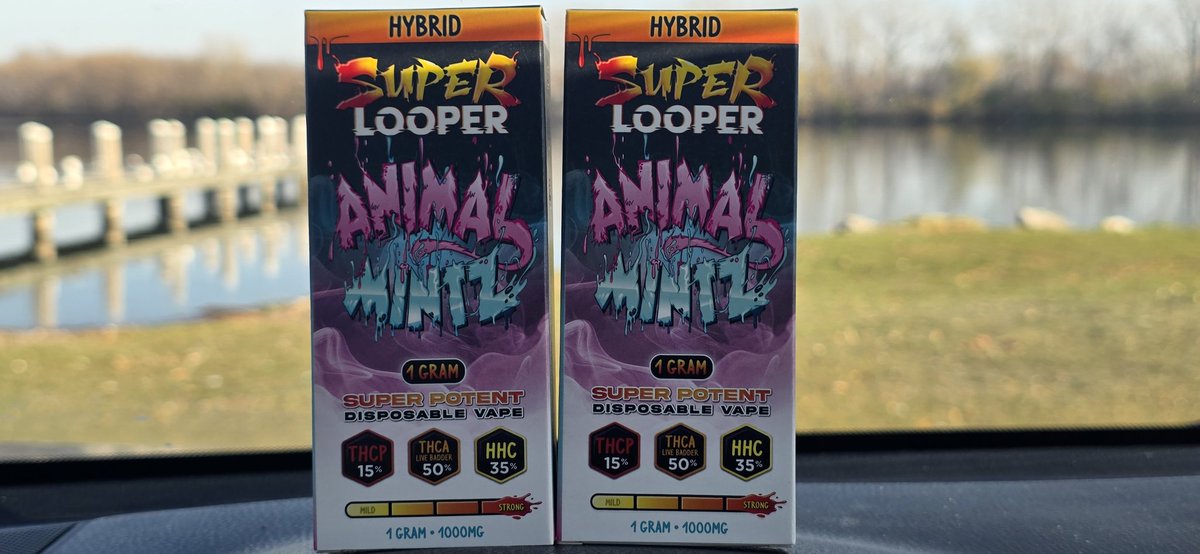 HYBRID
SUPER
LOOPER
ANIMAL
MINTZ
1 GRAM
SUPER POTENT
DISPOSABLE VAPE
THCP 15%
THCA LIVE BADDER 50%
HHC 35%
MILD STRONG
1 GRAM • 1000MG
HYBRID
SUPER
LOOPER
ANIMAL
MINTZ
1 GRAM
SUPER POTENT
DISPOSABLE VAPE
THCP 15%
THCA LIVE BADDER 50%
HHC 35%
MILD STRONG
1 GRAM • 1000MG